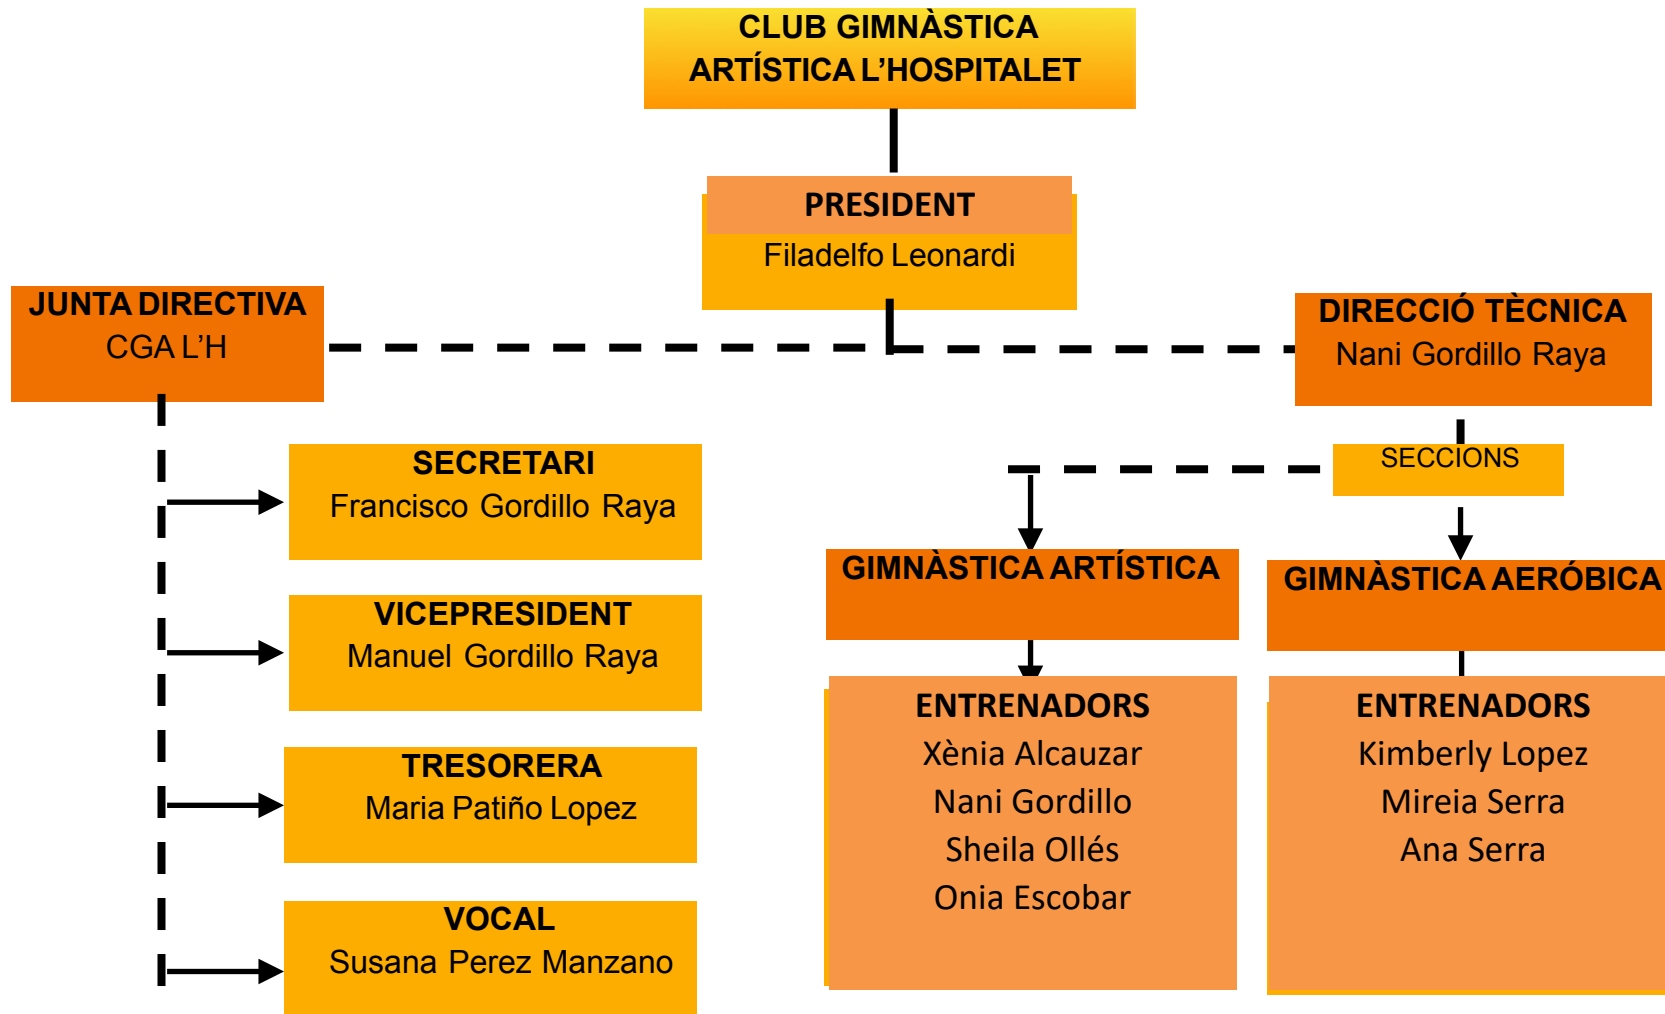 CLUB GIMNÀSTICA
ARTÍSTICA L'HOSPITALET
PRESIDENT
Filadelfo Leonardi
JUNTA DIRECTIVA
CGA L'H
DIRECCIÓ TÈCNICA
Nani Gordillo Raya
SECRETARI
Francisco Gordillo Raya
VICEPRESIDENT
Manuel Gordillo Raya
TRESORERA
Maria Patiño Lopez
VOCAL
Susana Perez Manzano
SECCIONS
GIMNÀSTICA ARTÍSTICA
ENTRENADORS
Xènia Alcauzar
Nani Gordillo
Sheila Ollés
Onia Escobar
GIMNÀSTICA AERÓBICA
ENTRENADORS
Kimberly Lopez
Mireia Serra
Ana Serra